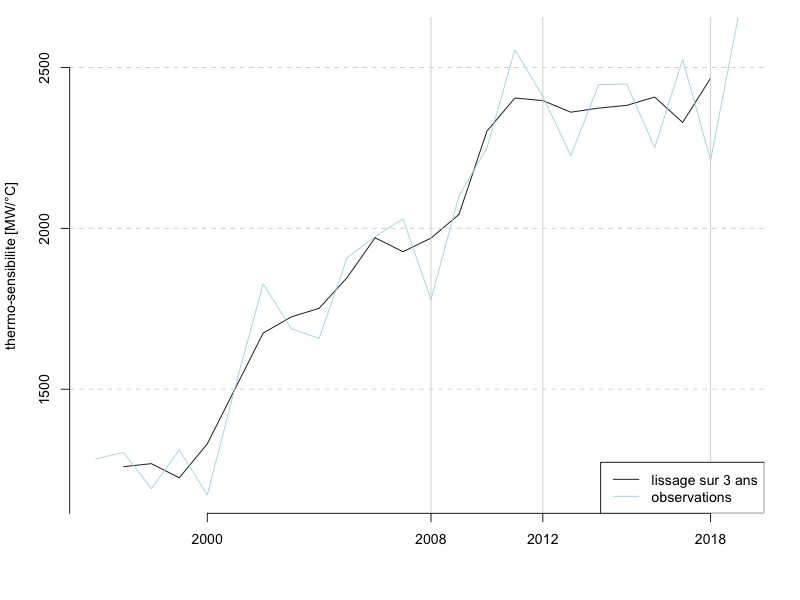 2500
2000
1500
thermo-sensibilite [MW/°C]
lissage sur 3 ans
observations
2000 2008 2012 2018